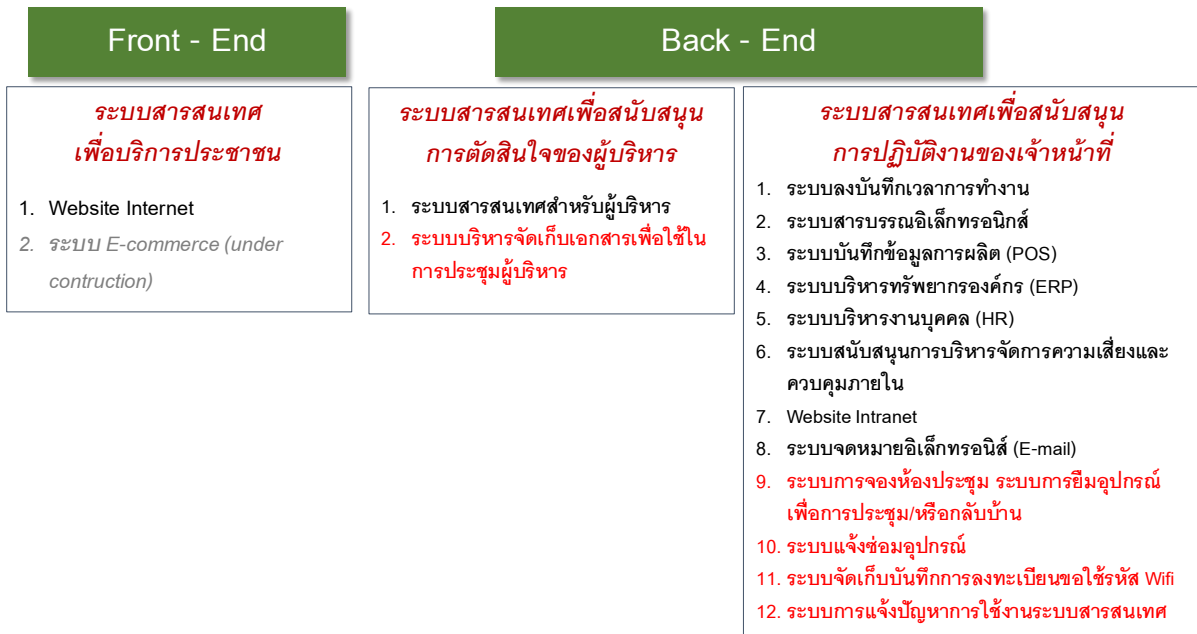 Front - End
Back - End
ระบบสารสนเทศ
เพื่อบริการประชาชน
1. Website Internet
2. ระบบ E-commerce (under
contruction)
ระบบสารสนเทศเพื่อสนับสนุน
การตัดสินใจของผู้บริหาร
1. ระบบสารสนเทศสำหรับผู้บริหาร
2. ระบบบริหารจัดเก็บเอกสารเพื่อใช้ใน
การประชุมผู้บริหาร
ระบบสารสนเทศเพื่อสนับสนุน
การปฏิบัติงานของเจ้าหน้าที่
1. ระบบลงบันทึกเวลาการทำงาน
2. ระบบสารบรรณอิเล็กทรอนิกส์
3. ระบบบันทึกข้อมูลการผลิต (POS)
4. ระบบบริหารทรัพยากรองค์กร (ERP)
5. ระบบบริหารงานบุคคล (HR)
6. ระบบสนับสนุนการบริหารจัดการความเสี่ยงและ
ควบคุมภายใน
7. Website Intranet
8. ระบบจดหมายอิเล็กทรอนิส์ (E-mail)
9. ระบบการจองห้องประชุม ระบบการยืมอุปกรณ์
เพื่อการประชุม/หรือกลับบ้าน
10. ระบบแจ้งซ่อมอุปกรณ์
11. ระบบจัดเก็บบันทึกการลงทะเบียนขอใช้รหัส Wifi
12. ระบบการแจ้งปัญหาการใช้งานระบบสารสนเทศ